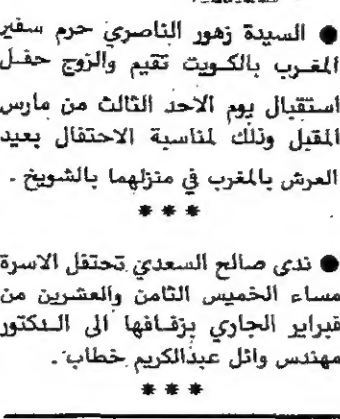 ● السيدة زهور الناصري حرم سفير
المغرب بالكويت تقيم والزوج حفل
استقبال يوم الاحد الثالث من مارس
المقبل وذلك لمناسبة الاحتفال بعيد
العرش بالمغرب في منزلهما بالشويخ .
* * *
● ندى صالح السعدي تحتفل الاسرة
مساء الخميس الثامن والعشرين من
فبراير الجاري بزفافها الى الدكتور
مهندس وائل عبدالكريم خطاب .
* * *